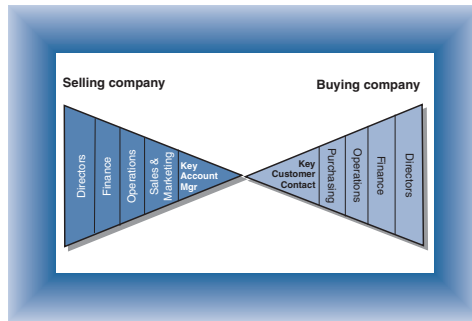 Selling company
Buying company
Directors
Finance
Operations
Sales &
Marketing
Key
Account
Mgr
Key
Customer
Contact
Purchasing
Operations
Finance
Directors